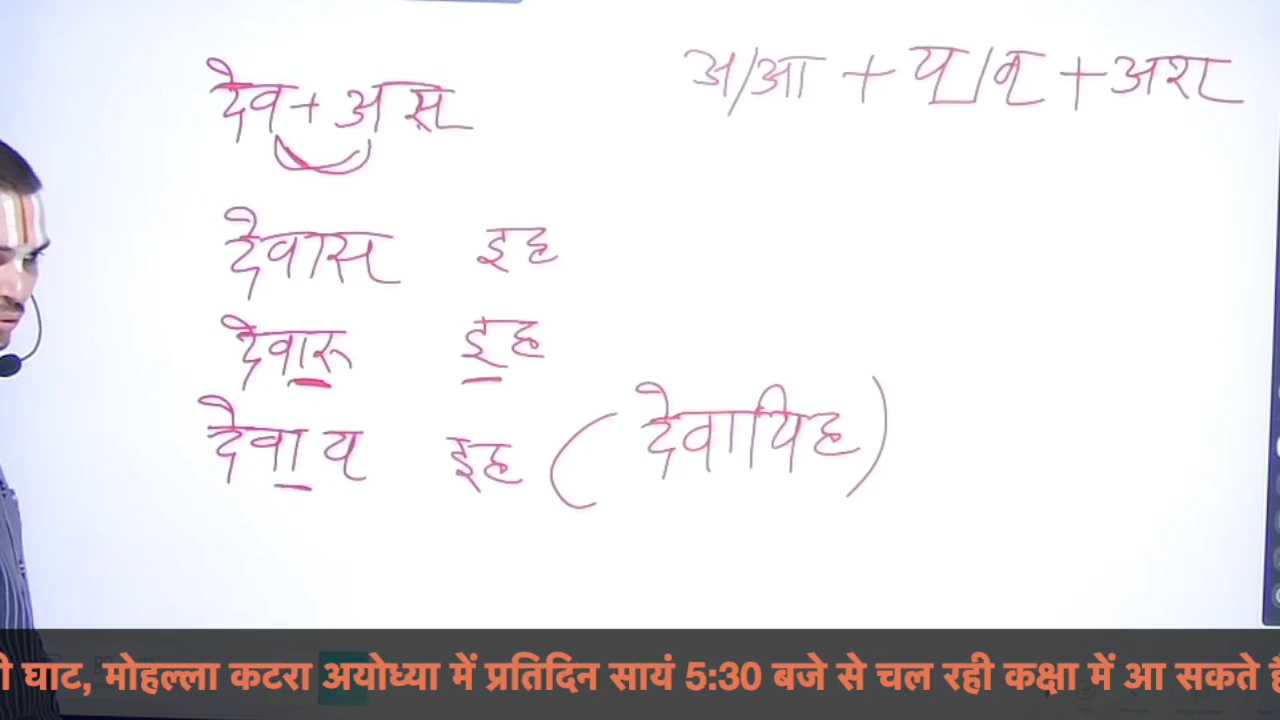 देव + अस्
अ/आ + य्/व् + अश्
देवास् इह
देवारु इह
देवाय् इह (देवायिह)
घाट, मोहल्ला कटरा अयोध्या में प्रतिदिन सायं 5:30 बजे से चल रही कक्षा में आ सकते